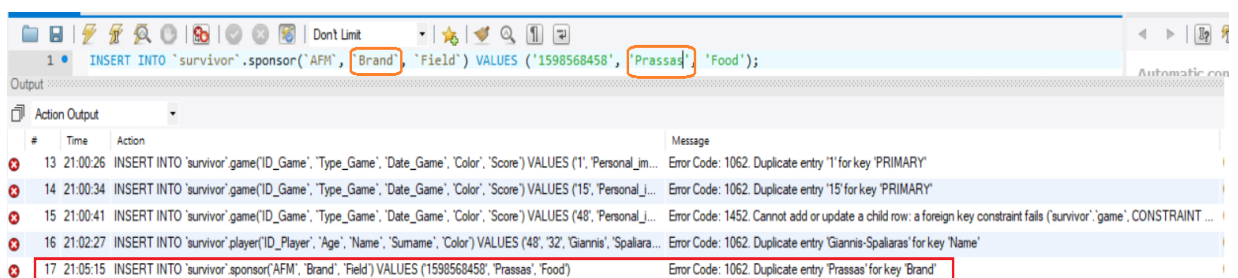 Don't Limit
1 INSERT INTO `survivor`.sponsor(`AFM`, `Brand`, `Field`) VALUES ('1598568458', 'Prassas', 'Food');
Automatic con
Output
Action Output
# Time Action Message
13 21:00:26 INSERT INTO `survivor`.game(`ID_Game`, `Type_Game`, `Date_Game`, `Color`, `Score`) VALUES ('1', 'Personal_im... Error Code: 1062. Duplicate entry '1' for key 'PRIMARY'
14 21:00:34 INSERT INTO `survivor`.game(`ID_Game`, `Type_Game`, `Date_Game`, `Color`, `Score`) VALUES ('15', 'Personal_i... Error Code: 1062. Duplicate entry '15' for key 'PRIMARY'
15 21:00:41 INSERT INTO `survivor`.game(`ID_Game`, `Type_Game`, `Date_Game`, `Color`, `Score`) VALUES ('48', 'Personal_i... Error Code: 1452. Cannot add or update a child row: a foreign key constraint fails (`survivor`.`game`, CONSTRAINT ...
16 21:02:27 INSERT INTO `survivor`.player(`ID_Player`, `Age`, `Name`, `Surname`, `Color`) VALUES ('48', '32', 'Giannis', 'Spaliara... Error Code: 1062. Duplicate entry 'Giannis-Spaliaras' for key 'Name'
17 21:05:15 INSERT INTO `survivor`.sponsor(`AFM`, `Brand`, `Field`) VALUES ('1598568458', 'Prassas', 'Food') Error Code: 1062. Duplicate entry 'Prassas' for key 'Brand'